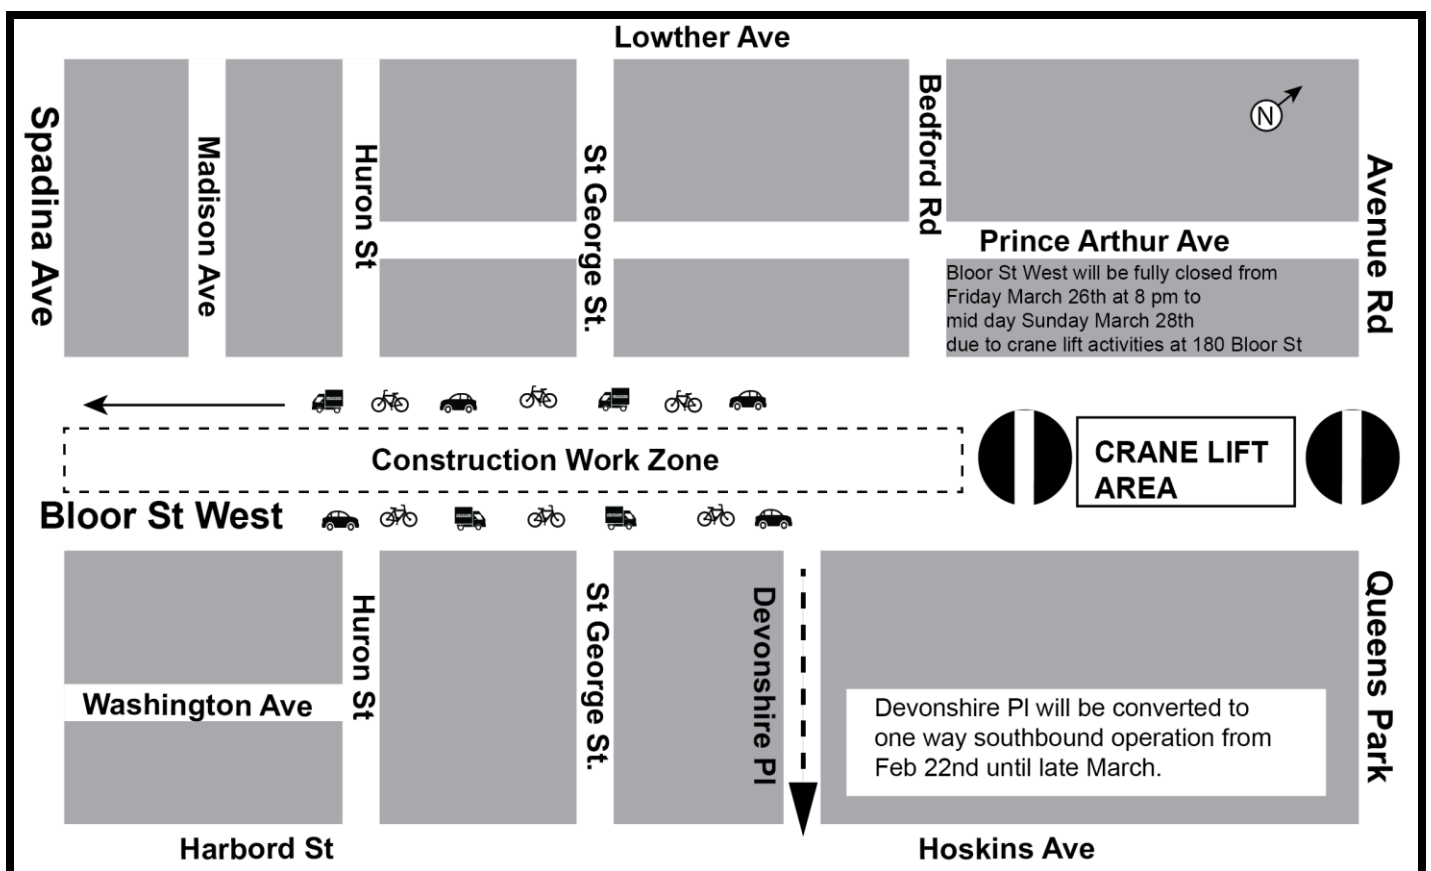 Lowther Ave
Spadina Ave
Madison Ave
Huron St
St George St.
Bedford Rd
N
Avenue Rd
Prince Arthur Ave
Bloor St West will be fully closed from
Friday March 26th at 8 pm to
mid day Sunday March 28th
due to crane lift activities at 180 Bloor St
Construction Work Zone
CRANE LIFT
AREA
Bloor St West
Huron St
St George St.
Devonshire Pl
Queens Park
Washington Ave
Devonshire Pl will be converted to
one way southbound operation from
Feb 22nd until late March.
Harbord St
Hoskins Ave